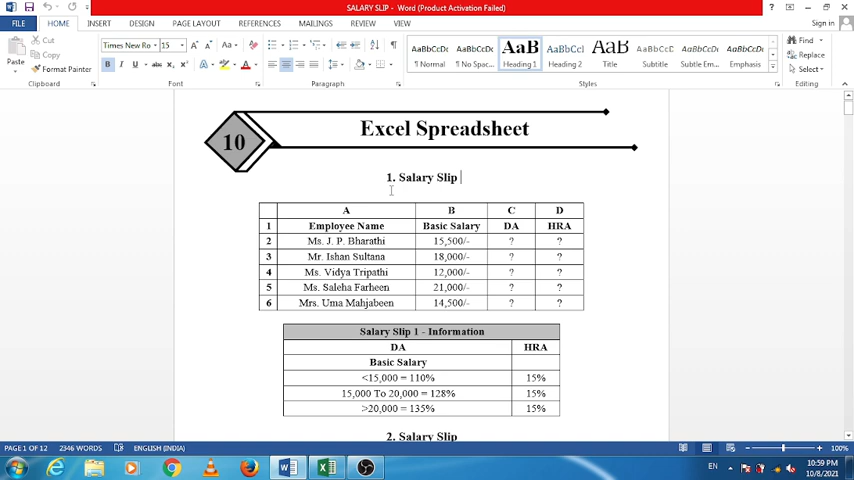 SALARY SLIP - Word (Product Activation Failed)
FILE HOME INSERT DESIGN PAGE LAYOUT REFERENCES MAILINGS REVIEW VIEW Sign in
Paste Cut Copy Format Painter
Times New Ro 15
AaBbCcDc AaBbCcDc AaB AaBbCcI AaB AaBbCcD AaBbCcDc AaBbCcDc
¶ Normal ¶ No Spac... Heading 1 Heading 2 Title Subtitle Subtle Em... Emphasis
Find Replace Select
Clipboard Font Paragraph Styles Editing
10 Excel Spreadsheet
1. Salary Slip
A B C D
1 Employee Name Basic Salary DA HRA
2 Ms. J. P. Bharathi 15,500/- ? ?
3 Mr. Ishan Sultana 18,000/- ? ?
4 Ms. Vidya Tripathi 12,000/- ? ?
5 Ms. Saleha Farheen 21,000/- ? ?
6 Mrs. Uma Mahjabeen 14,500/- ? ?
Salary Slip 1 - Information
DA HRA
Basic Salary
<15,000 = 110% 15%
15,000 To 20,000 = 128% 15%
>20,000 = 135% 15%
2. Salary Slip
PAGE 1 OF 12 2346 WORDS ENGLISH (INDIA) 100%
EN 10:59 PM
10/8/2021